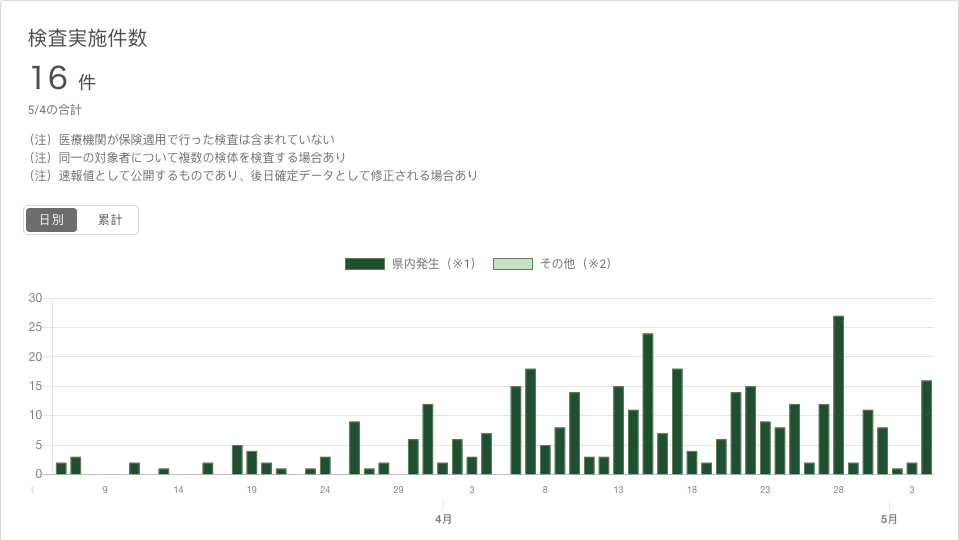 検査実施件数
16 件
5/4の合計
（注）医療機関が保険適用で行った検査は含まれていない
（注）同一の対象者について複数の検体を検査する場合あり
（注）速報値として公開するものであり、後日確定データとして修正される場合あり
日別 累計
県内発生（※1） その他（※2）
30
25
20
15
10
5
0
4 9 14 19 24 29 3 8 13 18 23 28 3
4月 5月